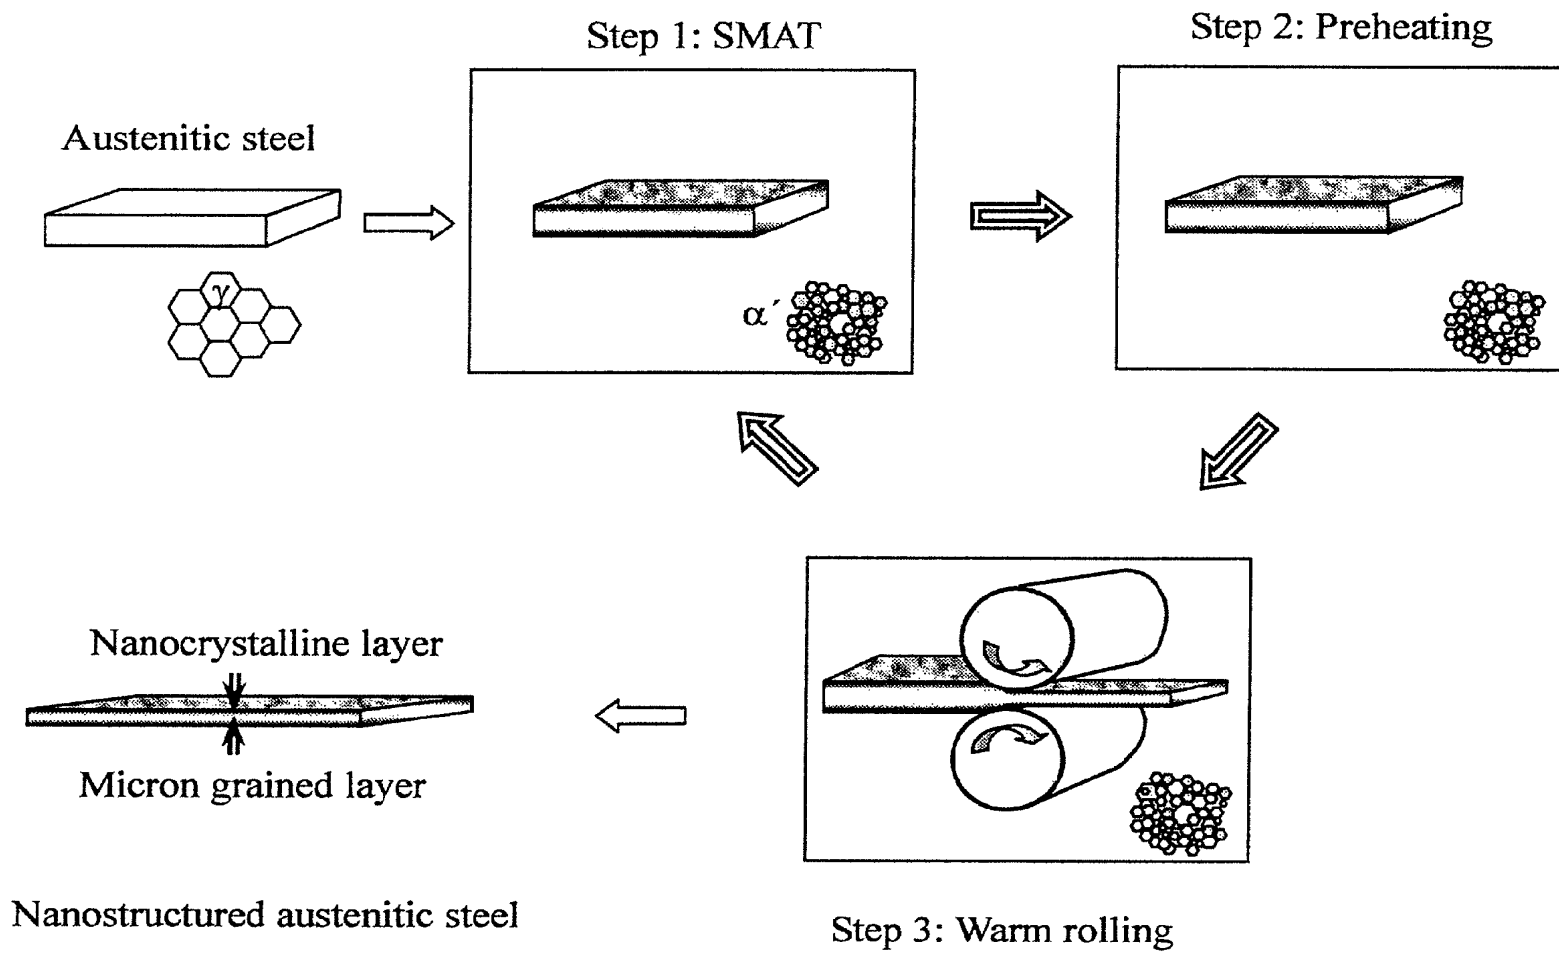 Step 1: SMAT
Step 2: Preheating
Austenitic steel
γ
α´
Nanocrystalline layer
Micron grained layer
Nanostructured austenitic steel
Step 3: Warm rolling